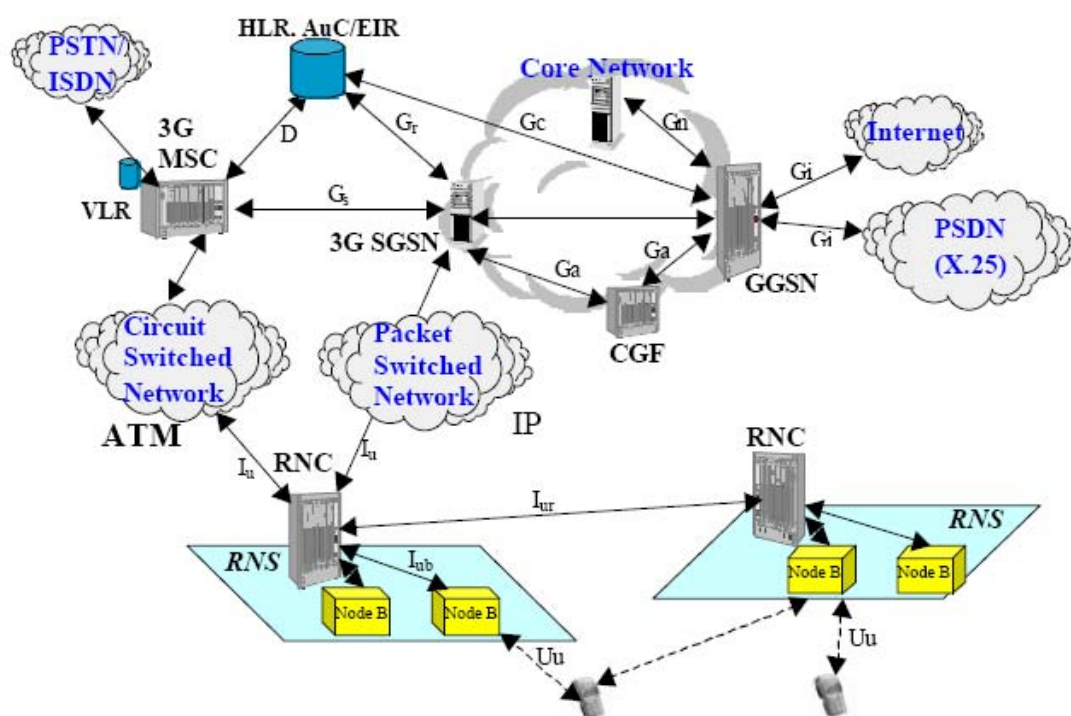 HLR. AuC/EIR
PSTN/
ISDN
Core Network
3G
MSC
D
Gr
Gc
Gn
Internet
Gi
VLR
Gs
3G SGSN
Gi
PSDN
(X.25)
Ga
Ga
GGSN
CGF
Circuit
Switched
Network
Packet
Switched
Network
ATM
IP
Iu
RNC
Iu
RNC
Iur
RNS
RNS
Iub
Node B
Node B
Node B
Node B
Uu
Uu